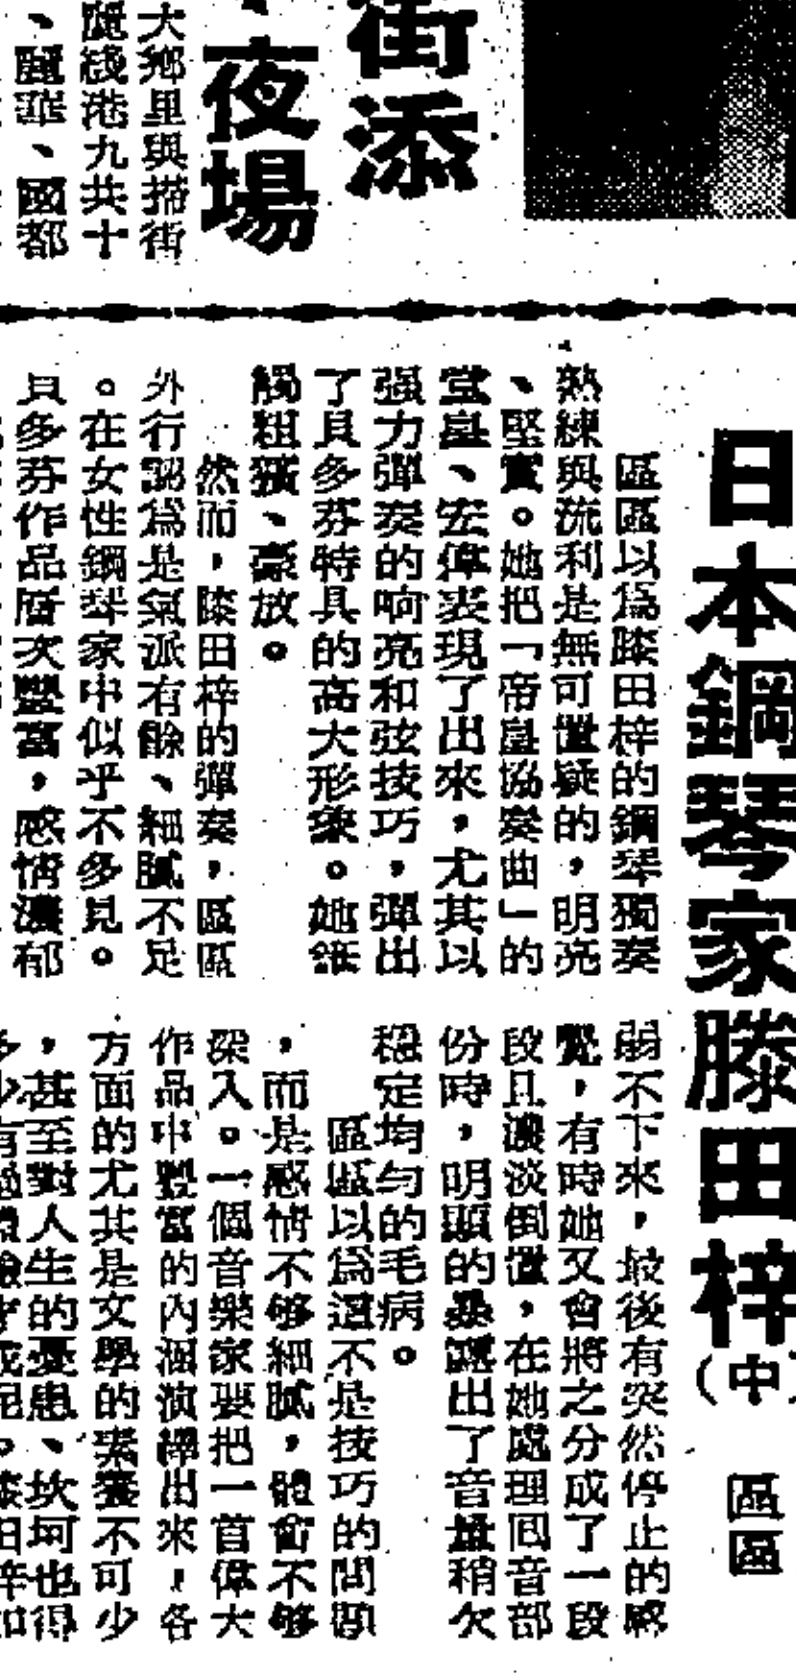 街添
夜場
大鄉里與掃街
麗綫港九共十
、麗華、國都
日本鋼琴家滕田梓
(中)
區區
區區以爲滕田梓的鋼琴獨奏
熟練與流利是無可置疑的，明亮
、堅實。她把「帝皇協奏曲」的
堂皇、宏偉表現了出來，尤其以
强力彈奏的响亮和弦技巧，彈出
了貝多芬特具的高大形象。她
觸粗獷、豪放。
然而，滕田梓的彈奏，區區
外行認爲是氣派有餘、細膩不足
。在女性鋼琴家中似乎不多見。
貝多芬作品層次豐富，感情濃郁
弱不下來，最後有突然停止的感
覺，有時她又會將之分成了一段
段且濃淡倒置，在她處理回音部
份時，明顯的暴露出了音量稍欠
穩定均勻的毛病。
區區以爲這不是技巧的問題
，而是感情不够細膩，體會不够
深入。一個音樂家要把一首偉大
作品中豐富的內涵演繹出來，各
方面的尤其是文學的素養不可少
，甚至對人生的憂患、坎坷也得